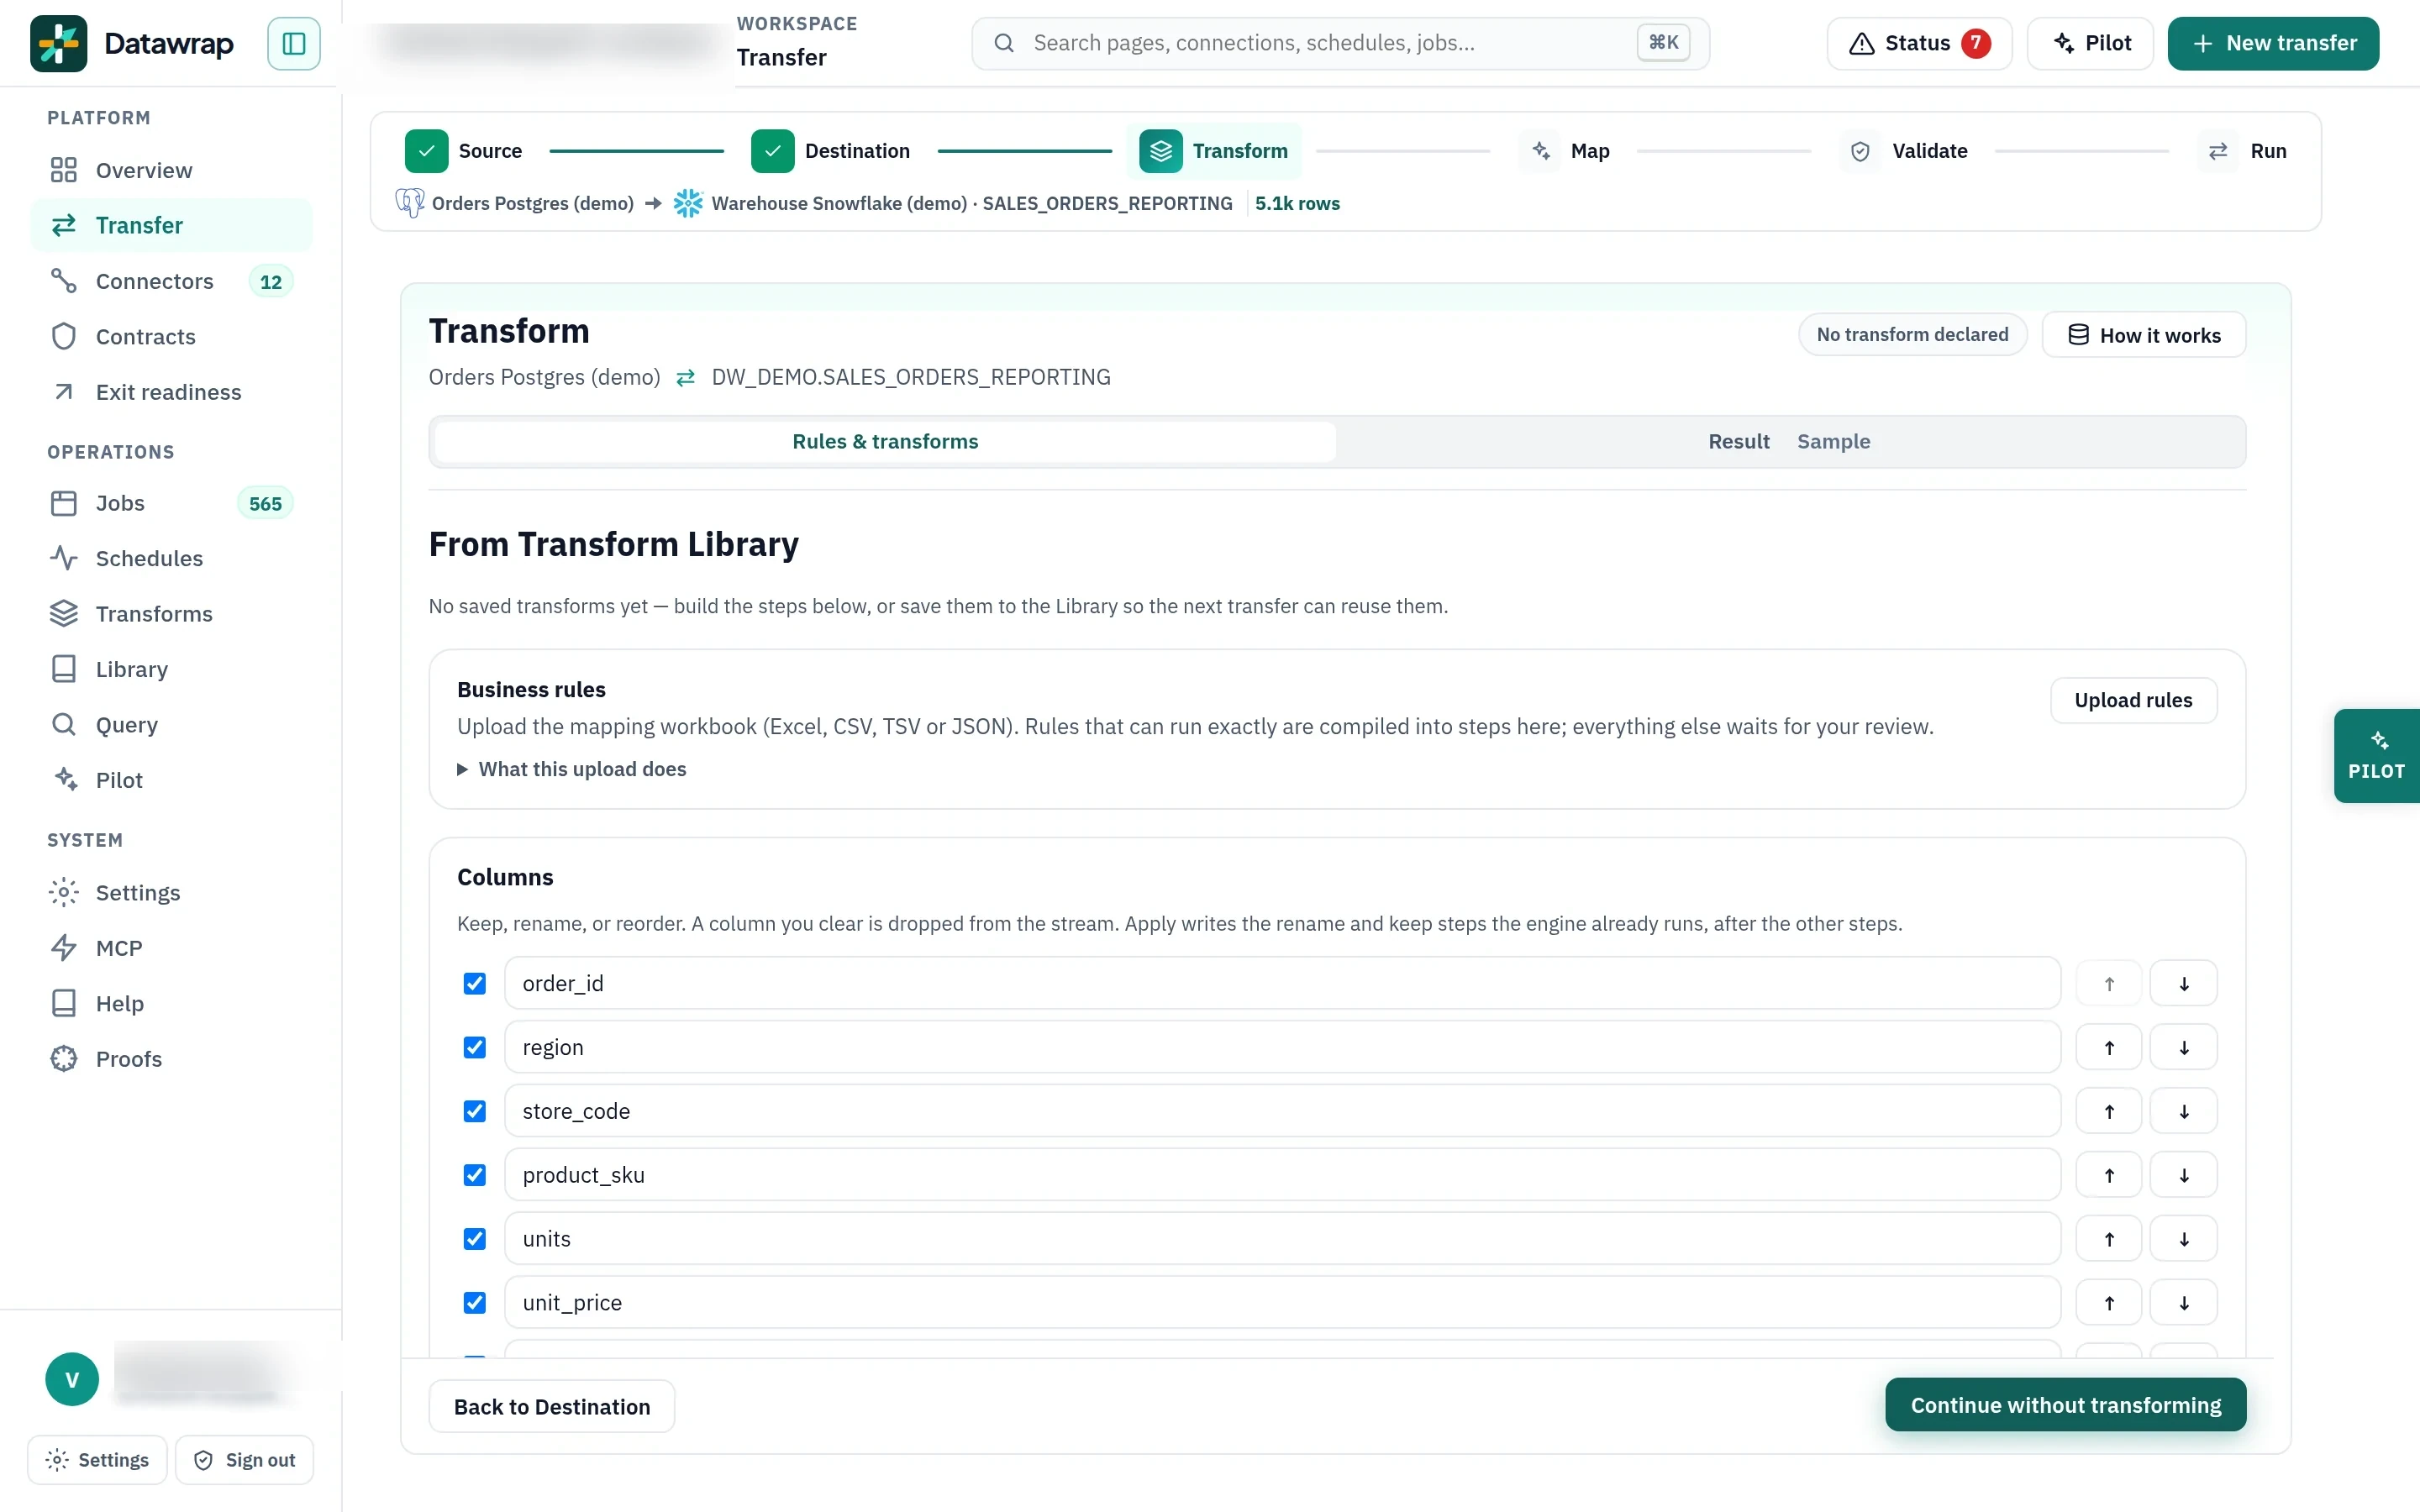 Datawrap
WORKSPACE
Transfer
Search pages, connections, schedules, jobs...
⌘K
Status 7
Pilot
+ New transfer
PLATFORM
Overview
Transfer
Connectors 12
Contracts
Exit readiness
OPERATIONS
Jobs 565
Schedules
Transforms
Library
Query
Pilot
SYSTEM
Settings
MCP
Help
Proofs
V
Settings
Sign out
Source
Destination
Transform
Map
Validate
Run
Orders Postgres (demo) → Warehouse Snowflake (demo) · SALES_ORDERS_REPORTING 5.1k rows
Transform
No transform declared
How it works
Orders Postgres (demo) ⇄ DW_DEMO.SALES_ORDERS_REPORTING
Rules & transforms
Result Sample
From Transform Library
No saved transforms yet — build the steps below, or save them to the Library so the next transfer can reuse them.
Business rules
Upload rules
Upload the mapping workbook (Excel, CSV, TSV or JSON). Rules that can run exactly are compiled into steps here; everything else waits for your review.
▶ What this upload does
Columns
Keep, rename, or reorder. A column you clear is dropped from the stream. Apply writes the rename and keep steps the engine already runs, after the other steps.
order_id ↑ ↓
region ↑ ↓
store_code ↑ ↓
product_sku ↑ ↓
units ↑ ↓
unit_price ↑ ↓
Back to Destination
Continue without transforming
PILOT